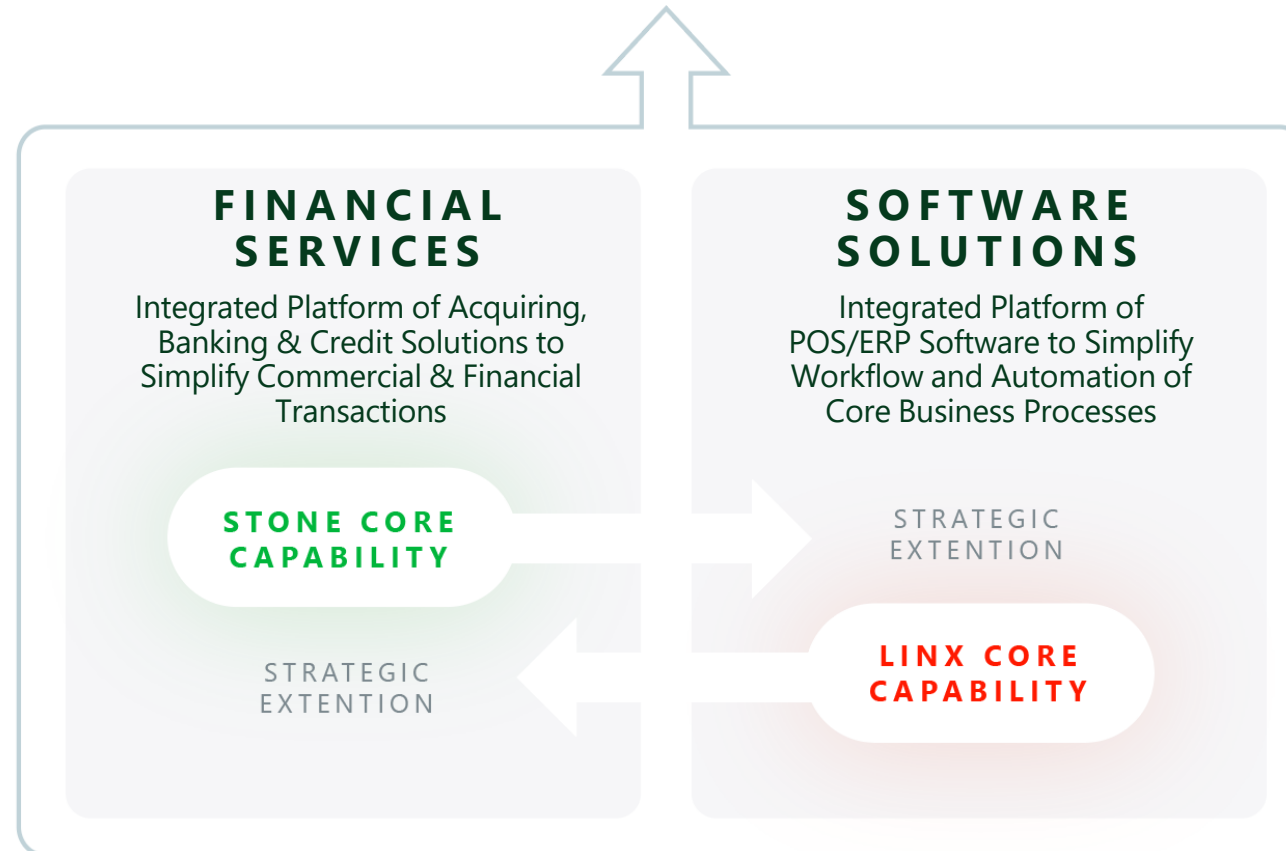 FINANCIAL
SERVICES
Integrated Platform of Acquiring,
Banking & Credit Solutions to
Simplify Commercial & Financial
Transactions
STONE CORE
CAPABILITY
STRATEGIC
EXTENTION
SOFTWARE
SOLUTIONS
Integrated Platform of
POS/ERP Software to Simplify
Workflow and Automation of
Core Business Processes
STRATEGIC
EXTENTION
LINX CORE
CAPABILITY